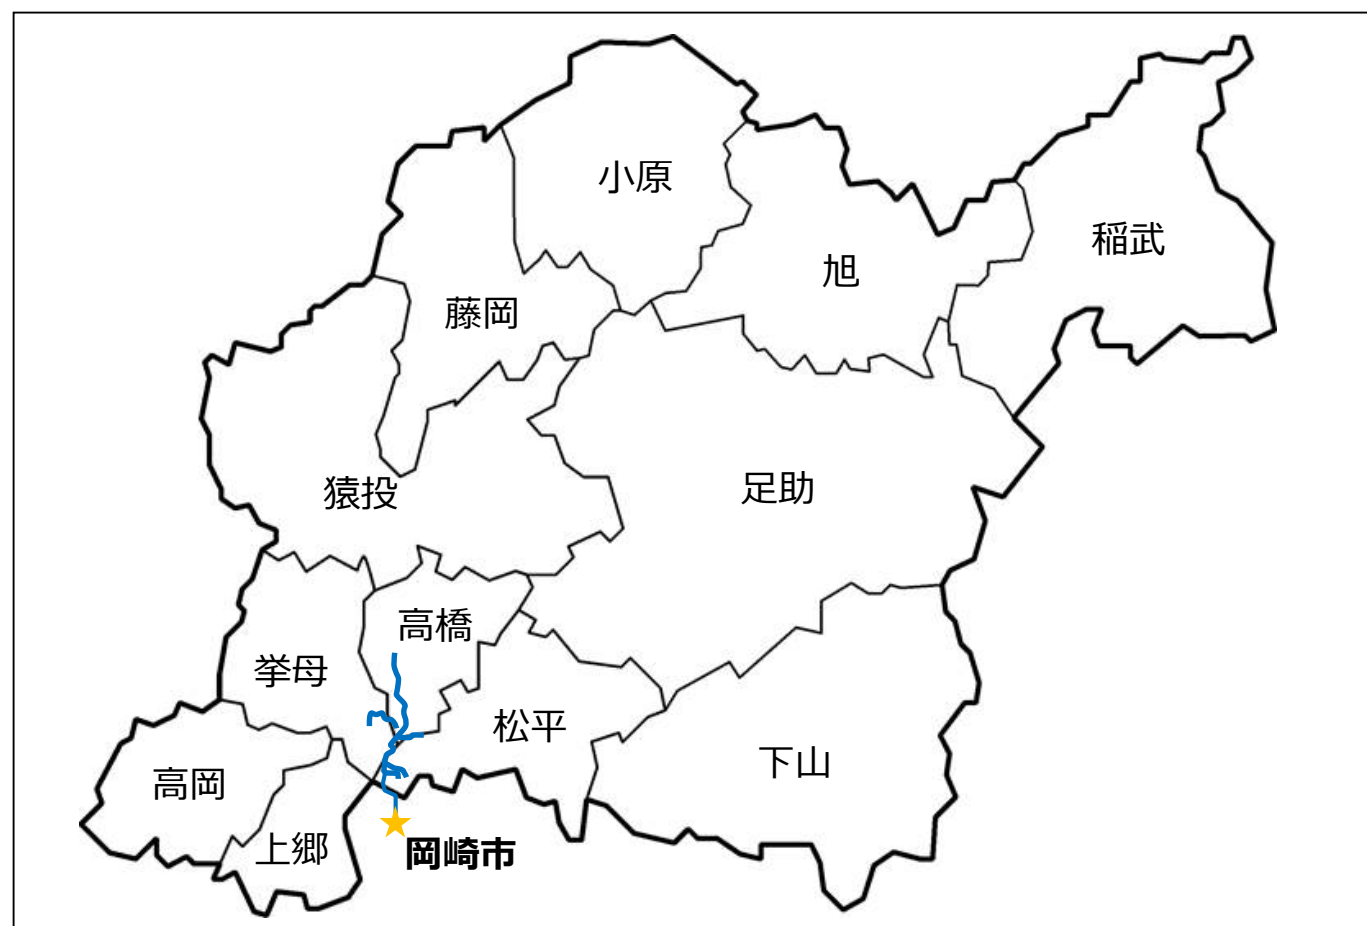 小原
稲武
旭
藤岡
足助
猿投
高橋
挙母
松平
下山
高岡
上郷
岡崎市